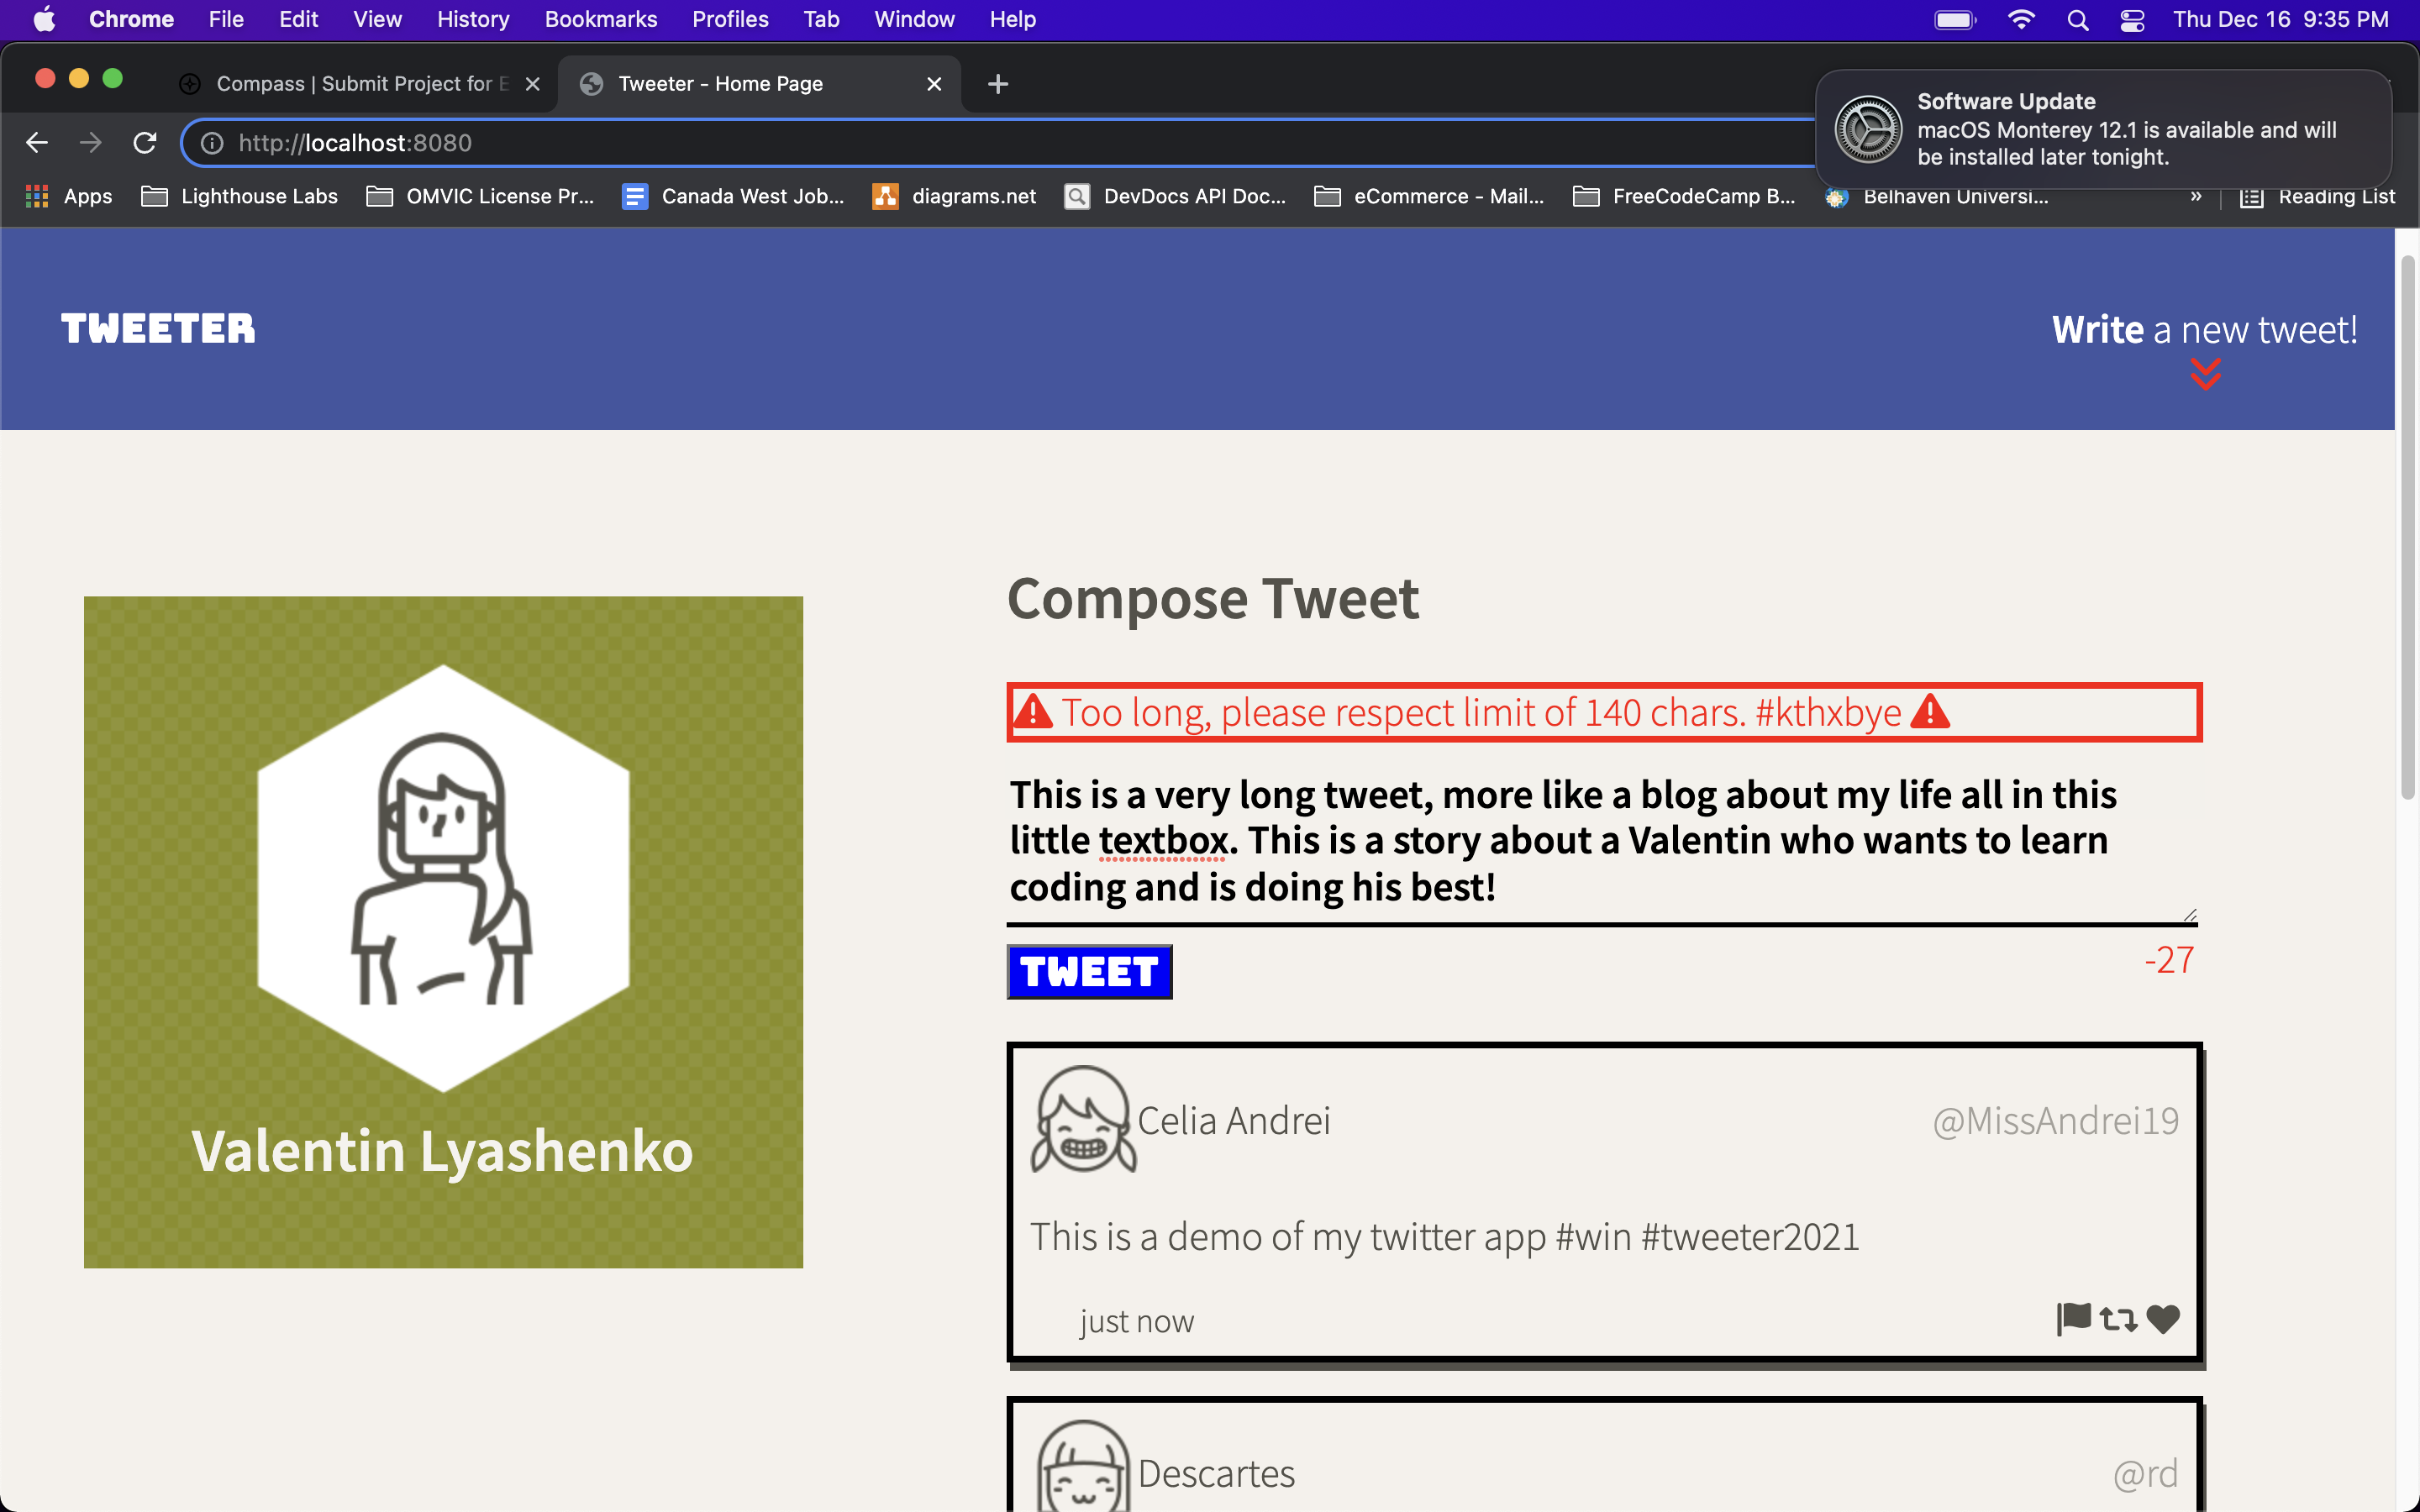 Chrome File Edit View History Bookmarks Profiles Tab Window Help Thu Dec 16 9:35 PM
Compass | Submit Project for E
Tweeter - Home Page
Software Update
macOS Monterey 12.1 is available and will
be installed later tonight.
http://localhost:8080
Apps Lighthouse Labs OMVIC License Pr... Canada West Job... diagrams.net DevDocs API Doc... eCommerce - Mail... FreeCodeCamp B... Belhaven Universi... » Reading List
TWEETER
Write a new tweet!
Compose Tweet
Too long, please respect limit of 140 chars. #kthxbye
This is a very long tweet, more like a blog about my life all in this
little textbox. This is a story about a Valentin who wants to learn
coding and is doing his best!
TWEET
-27
Valentin Lyashenko
Celia Andrei
@MissAndrei19
This is a demo of my twitter app #win #tweeter2021
just now
Descartes
@rd